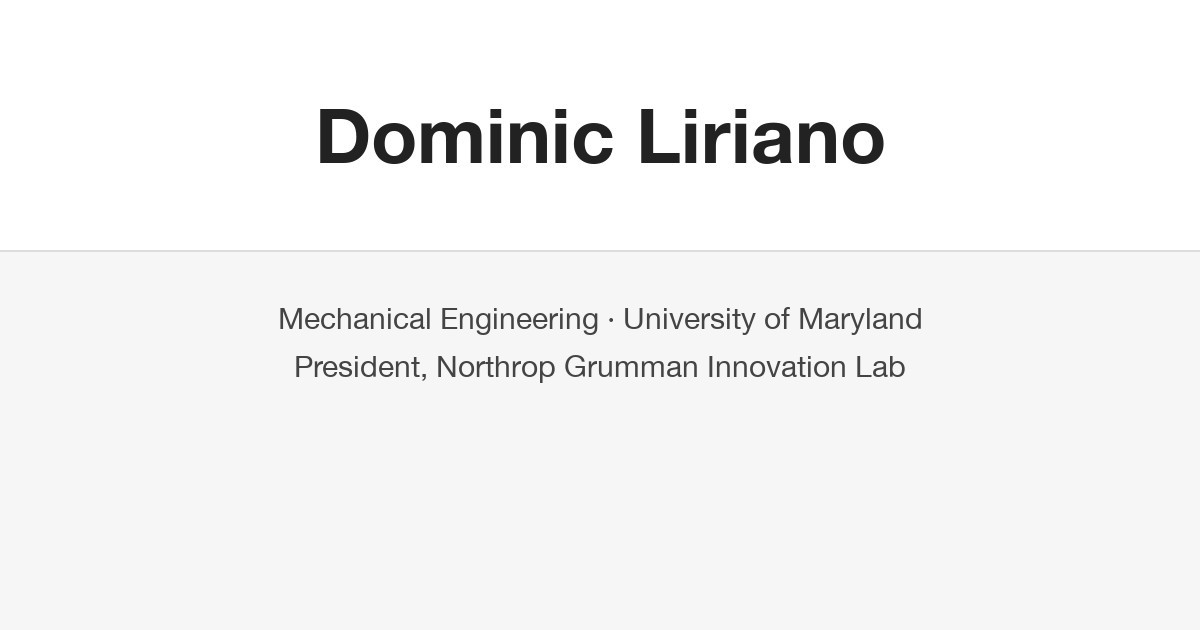 Dominic Liriano
Mechanical Engineering · University of Maryland
President, Northrop Grumman Innovation Lab